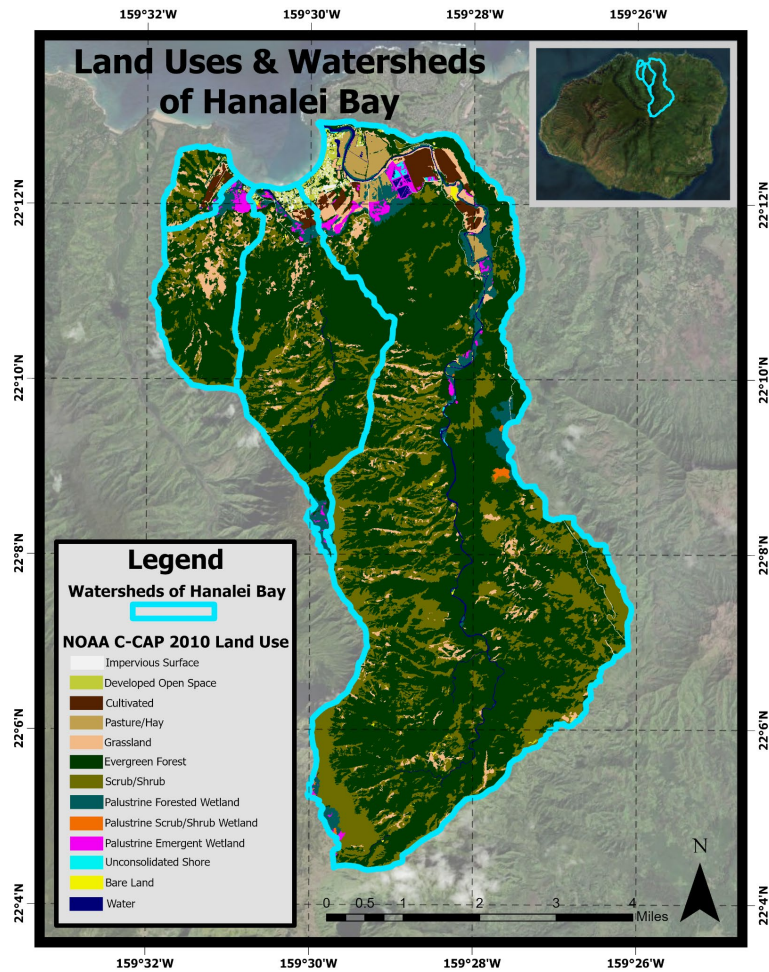 159°32'W 159°30'W 159°28'W 159°26'W
Land Uses & Watersheds
of Hanalei Bay
22°12'N 22°12'N
22°10'N 22°10'N
22°8'N 22°8'N
22°6'N 22°6'N
22°4'N 22°4'N
Legend
Watersheds of Hanalei Bay
NOAA C-CAP 2010 Land Use
Impervious Surface
Developed Open Space
Cultivated
Pasture/Hay
Grassland
Evergreen Forest
Scrub/Shrub
Palustrine Forested Wetland
Palustrine Scrub/Shrub Wetland
Palustrine Emergent Wetland
Unconsolidated Shore
Bare Land
Water
N
0 0.5 1 2 3 4
Miles
159°32'W 159°30'W 159°28'W 159°26'W